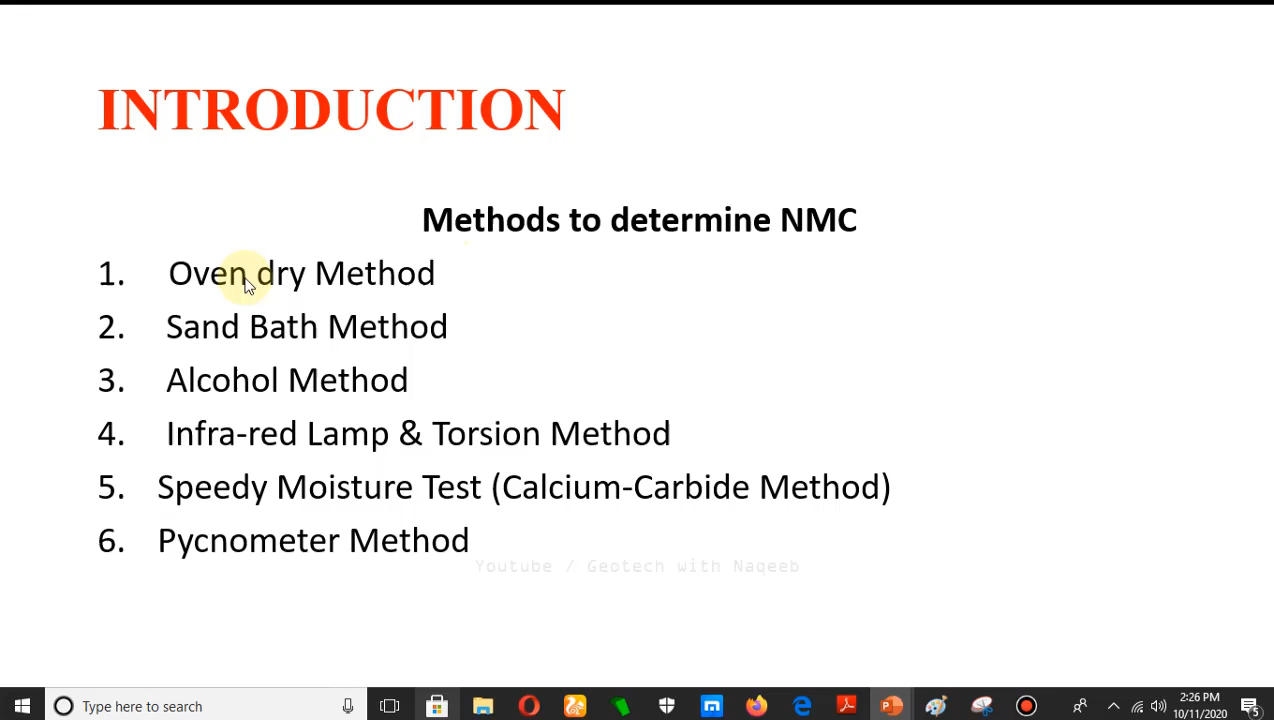 INTRODUCTION
Methods to determine NMC
1. Oven dry Method
2. Sand Bath Method
3. Alcohol Method
4. Infra-red Lamp & Torsion Method
5. Speedy Moisture Test (Calcium-Carbide Method)
6. Pycnometer Method
Youtube / Geotech with Naqeeb
Type here to search
2:26 PM
10/11/2020
5